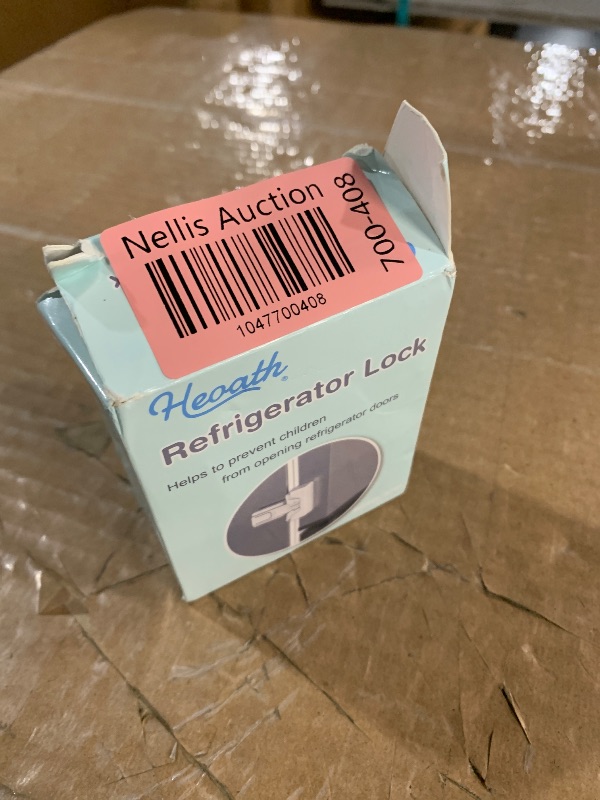 Nellis Auction
700-408
1047700408
Heoath®
Refrigerator Lock
Helps to prevent children
from opening refrigerator doors